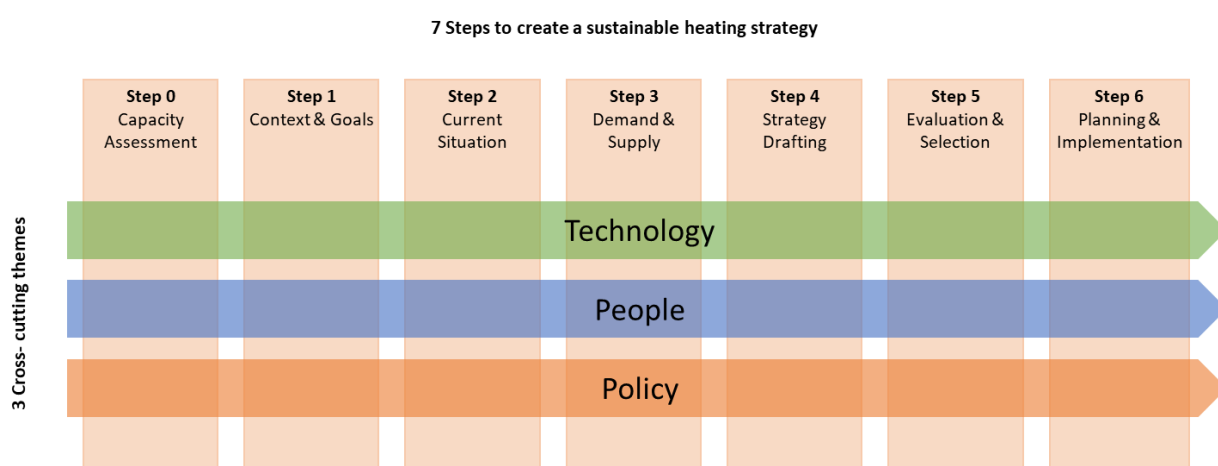 7 Steps to create a sustainable heating strategy
Step 0
Capacity
Assessment
Step 1
Context & Goals
Step 2
Current
Situation
Step 3
Demand &
Supply
Step 4
Strategy
Drafting
Step 5
Evaluation &
Selection
Step 6
Planning &
Implementation
3 Cross- cutting themes
Technology
People
Policy